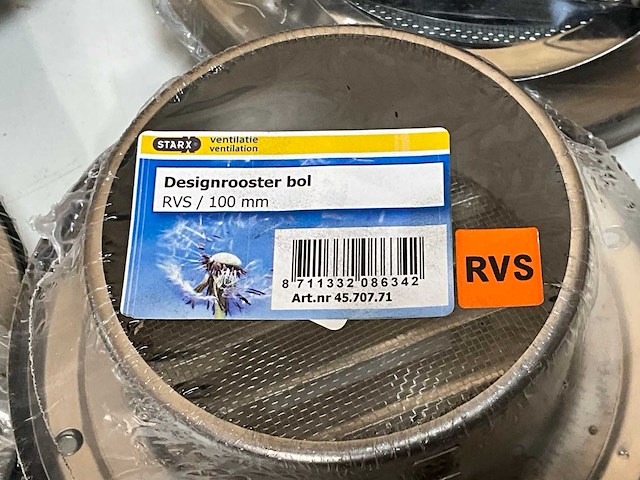 STARX
ventilatie
ventilation
Designrooster bol
RVS / 100 mm
8 711332 086342
Art.nr 45.707.71
RVS